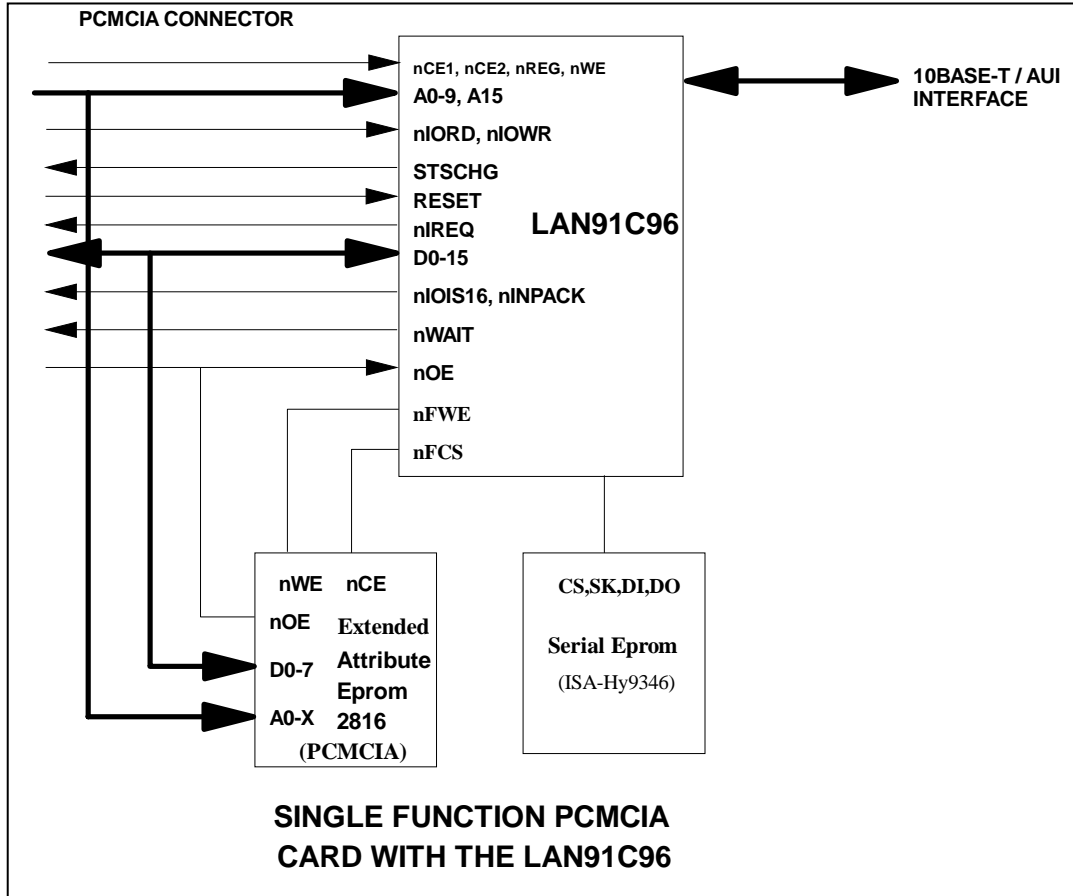 PCMCIA CONNECTOR
nCE1, nCE2, nREG, nWE
A0-9, A15
nIORD, nIOWR
STSCHG
RESET
nIREQ
D0-15
nIOIS16, nINPACK
nWAIT
nOE
nFWE
nFCS
LAN91C96
10BASE-T / AUI
INTERFACE
nWE nCE
nOE Extended
D0-7 Attribute
Eprom
A0-X 2816
(PCMCIA)
CS,SK,DI,DO
Serial Eprom
(ISA-Hy9346)
SINGLE FUNCTION PCMCIA
CARD WITH THE LAN91C96